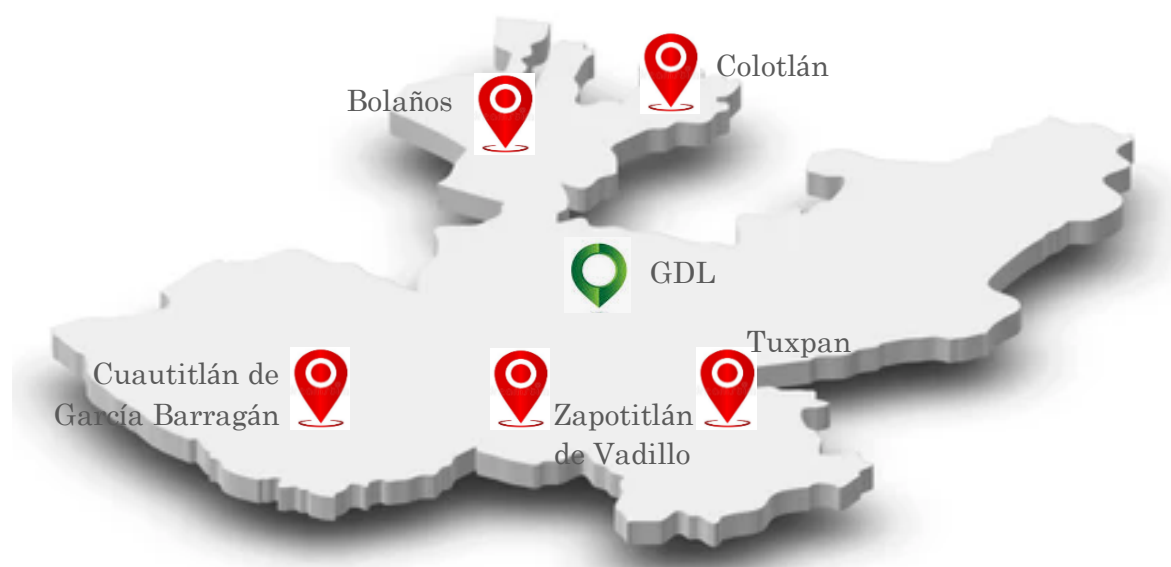 Colotlán
Bolaños
GDL
Tuxpan
Cuautitlán de
García Barragán
Zapotitlán
de Vadillo